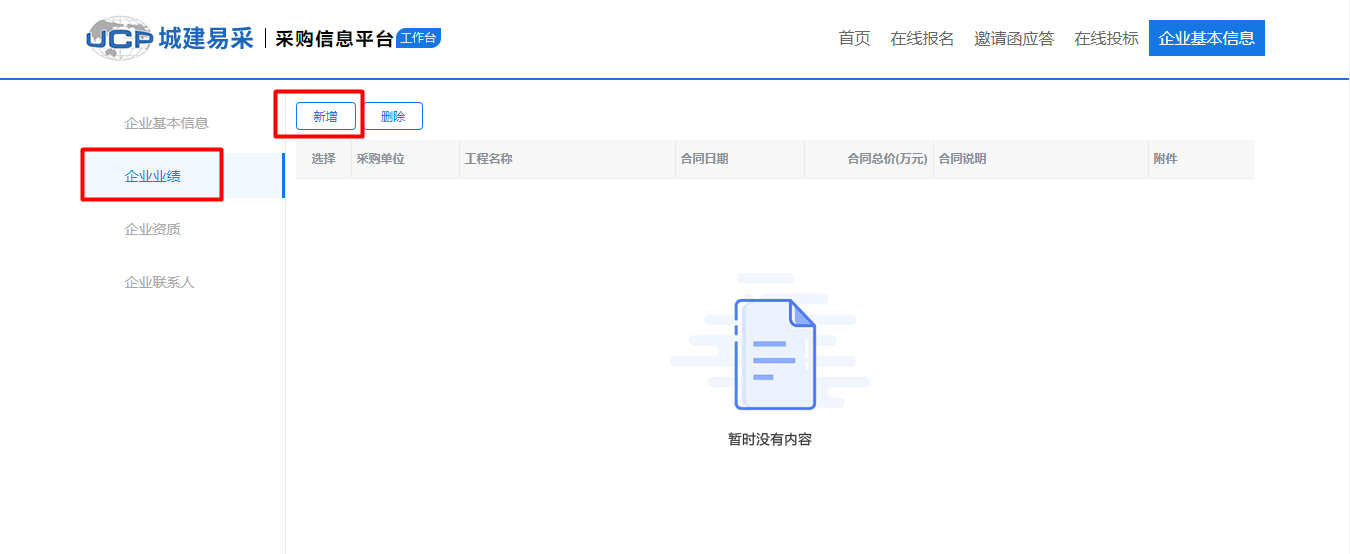 UCP 城建易采 采购信息平台 工作台
首页 在线报名 邀请函应答 在线投标 企业基本信息
企业基本信息
企业业绩
企业资质
企业联系人
新增 删除
选择 采购单位 工程名称 合同日期 合同总价(万元) 合同说明 附件
暂时没有内容